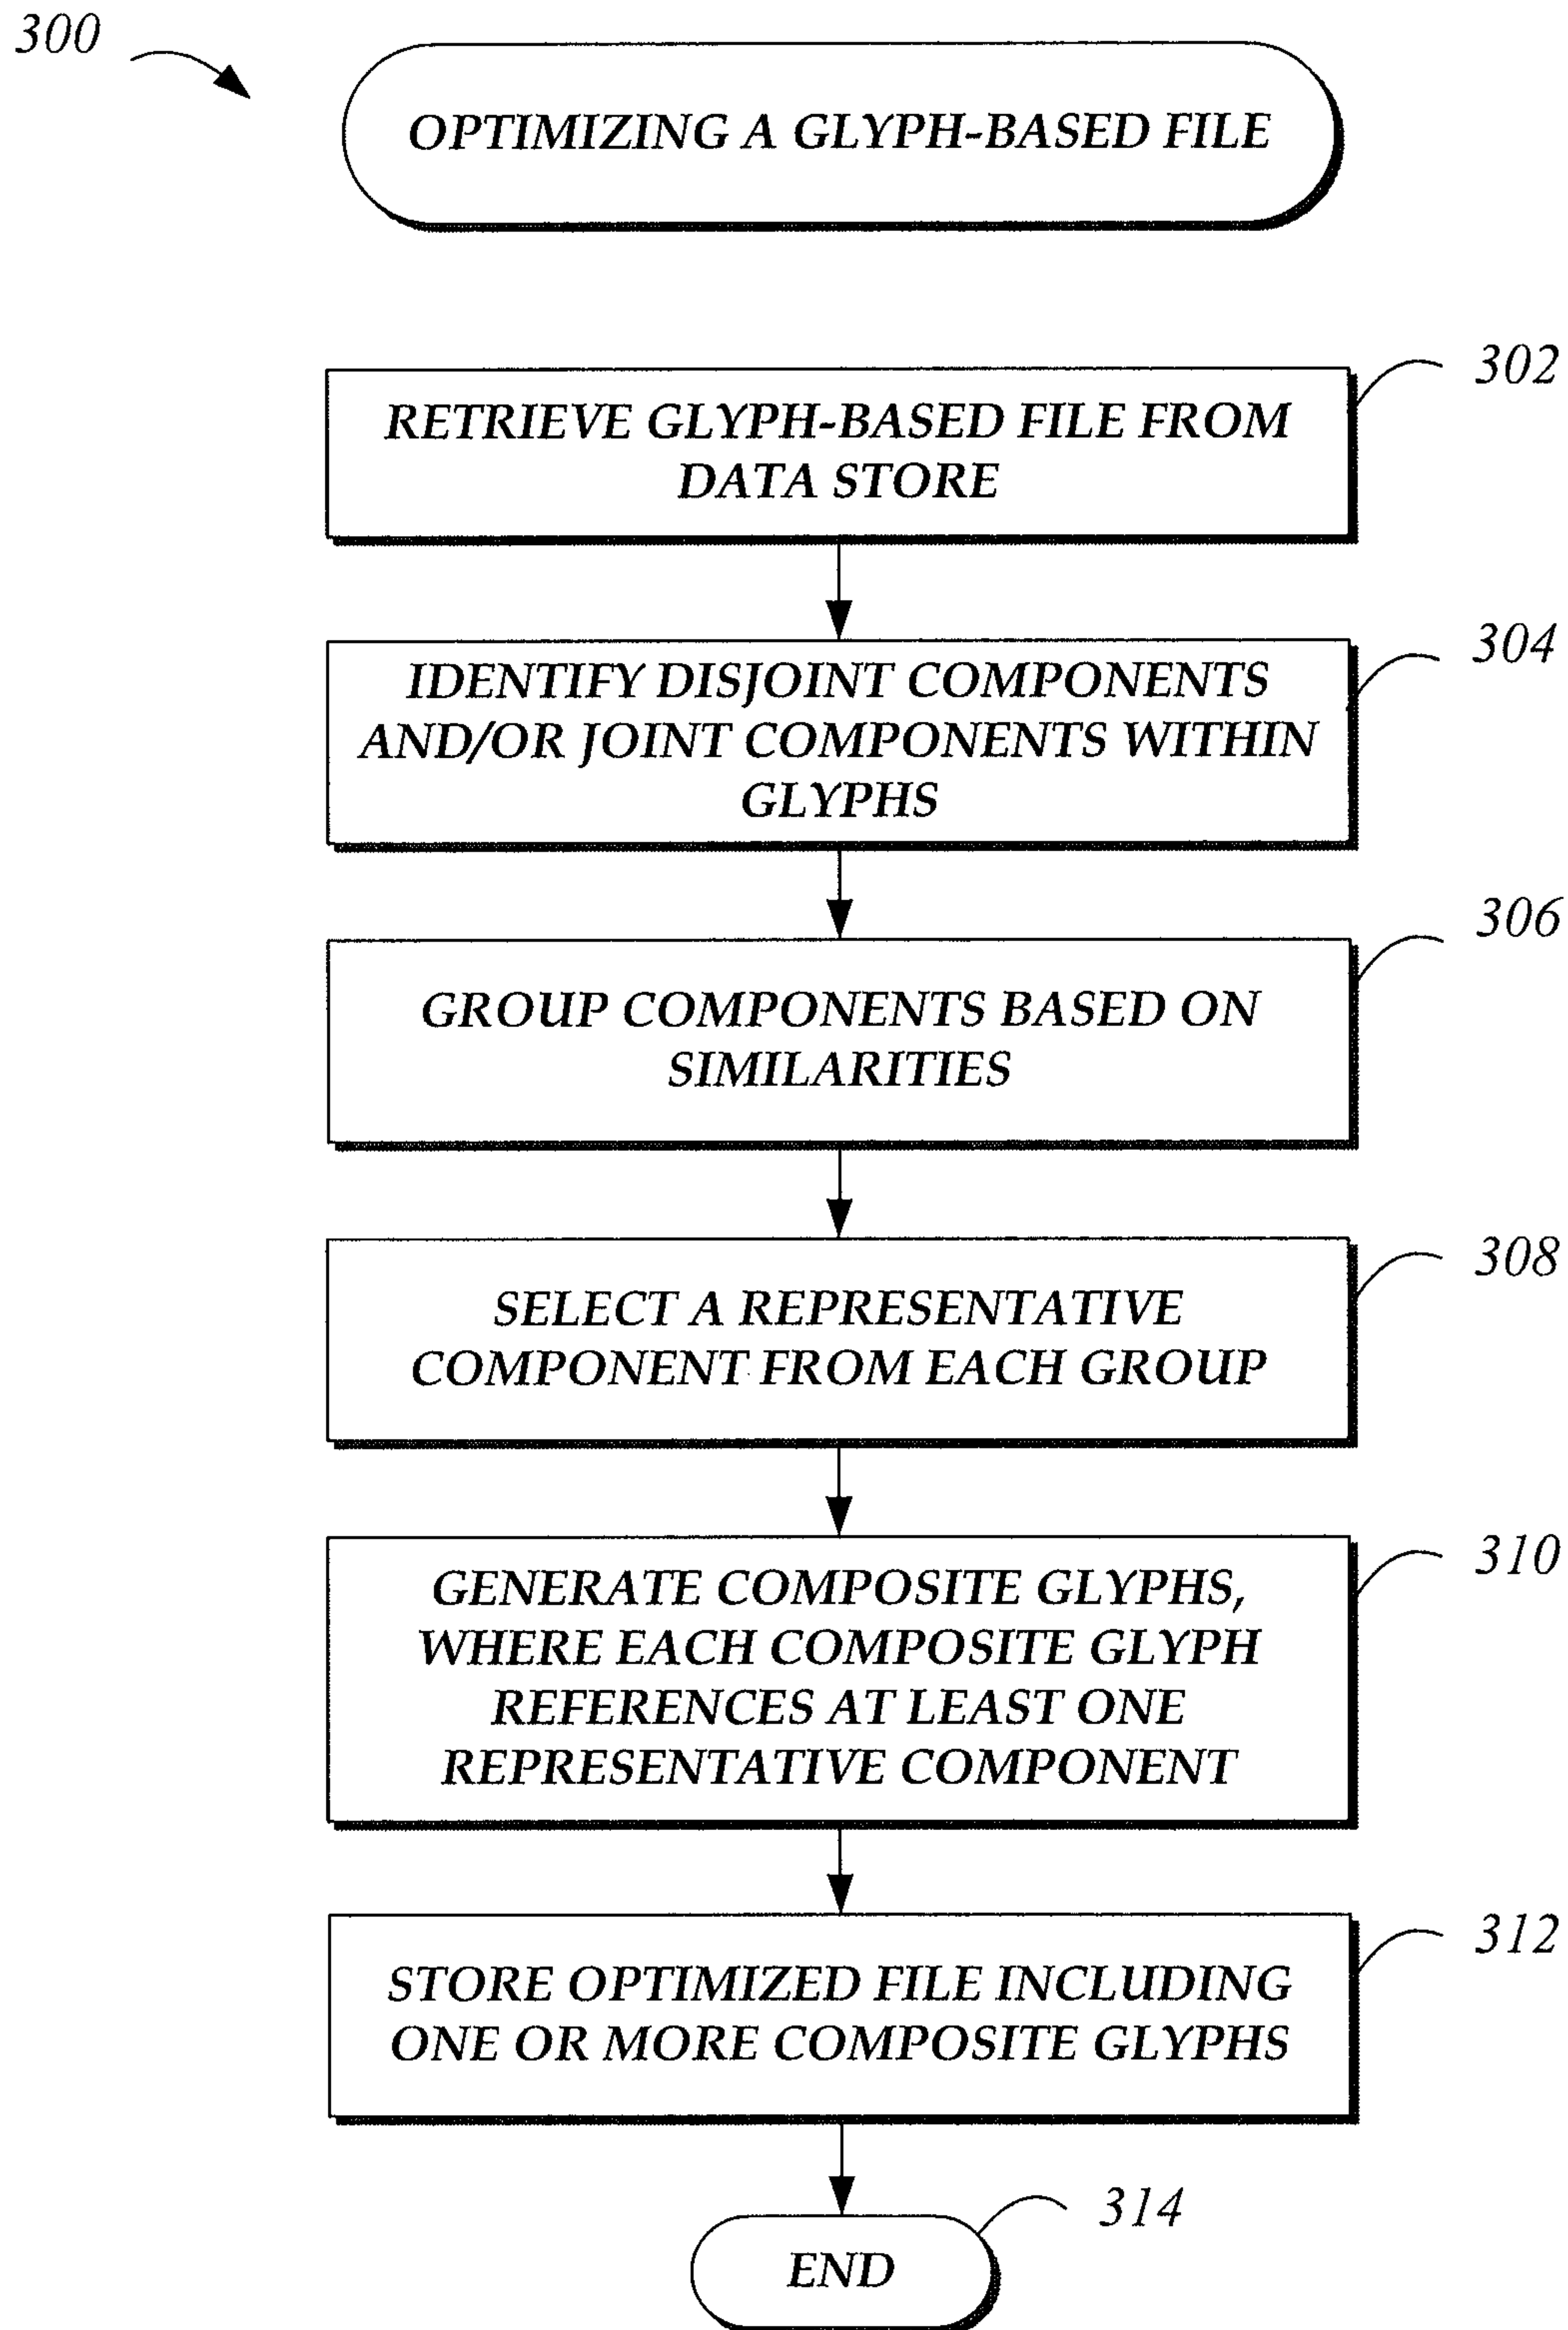 300
OPTIMIZING A GLYPH-BASED FILE
302
RETRIEVE GLYPH-BASED FILE FROM
DATA STORE
304
IDENTIFY DISJOINT COMPONENTS
AND/OR JOINT COMPONENTS WITHIN
GLYPHS
306
GROUP COMPONENTS BASED ON
SIMILARITIES
308
SELECT A REPRESENTATIVE
COMPONENT FROM EACH GROUP
310
GENERATE COMPOSITE GLYPHS,
WHERE EACH COMPOSITE GLYPH
REFERENCES AT LEAST ONE
REPRESENTATIVE COMPONENT
312
STORE OPTIMIZED FILE INCLUDING
ONE OR MORE COMPOSITE GLYPHS
314
END